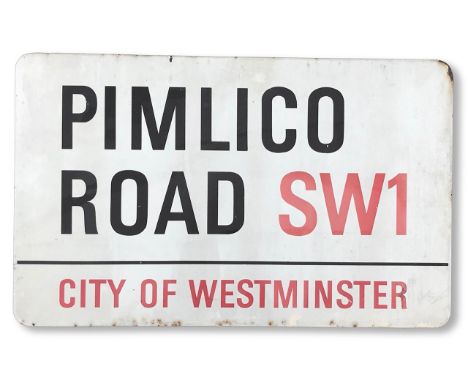 PIMLICO
ROAD SW1
CITY OF WESTMINSTER